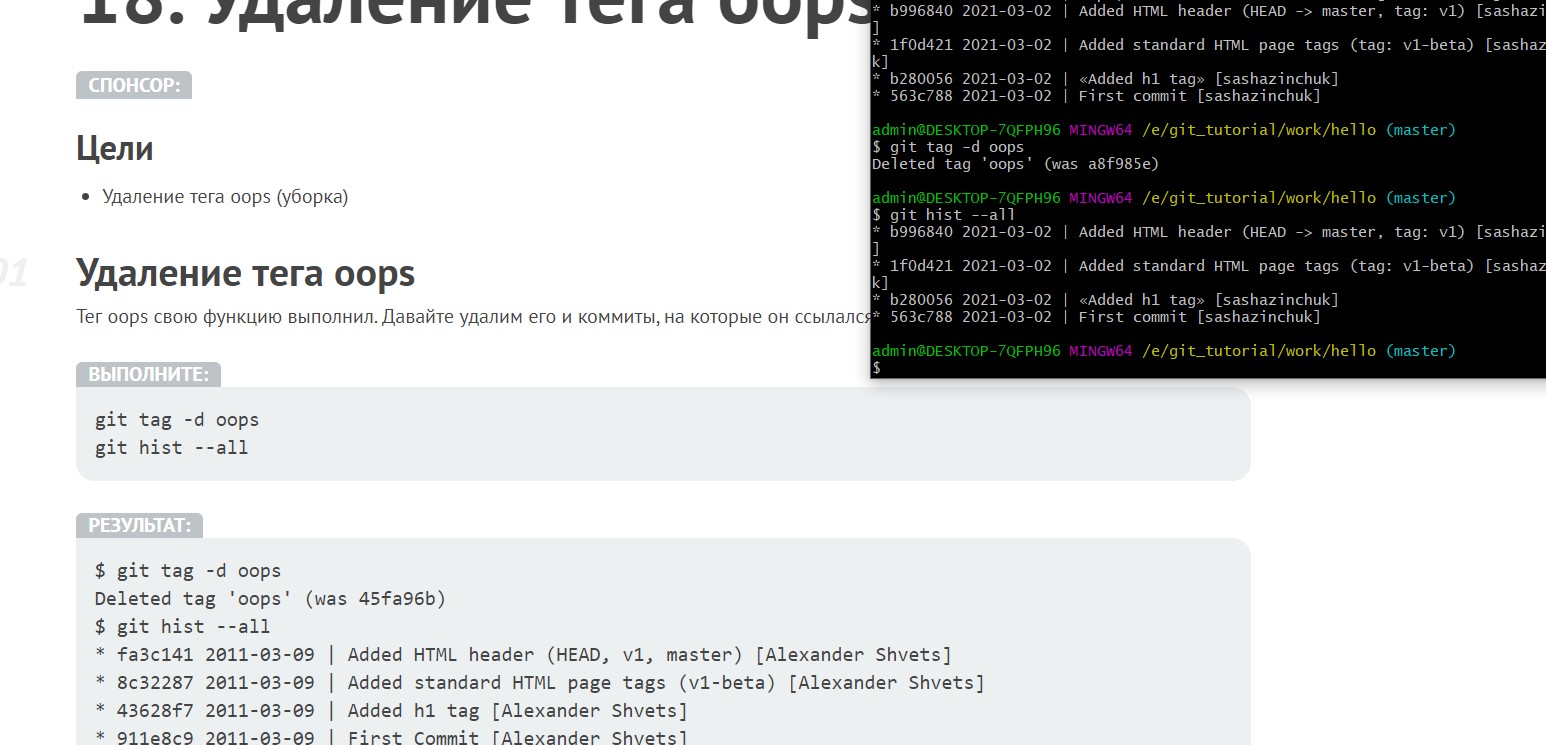 18. Удаление тега oops
СПОНСОР:
Цели
Удаление тега oops (уборка)
01
Удаление тега oops
Тег oops свою функцию выполнил. Давайте удалим его и коммиты, на которые он ссылался
ВЫПОЛНИТЕ:
git tag -d oops
git hist --all
РЕЗУЛЬТАТ:
$ git tag -d oops
Deleted tag 'oops' (was 45fa96b)
$ git hist --all
* fa3c141 2011-03-09 | Added HTML header (HEAD, v1, master) [Alexander Shvets]
* 8c32287 2011-03-09 | Added standard HTML page tags (v1-beta) [Alexander Shvets]
* 43628f7 2011-03-09 | Added h1 tag [Alexander Shvets]
* 911e8c9 2011-03-09 | First Commit [Alexander Shvets]
* b996840 2021-03-02 | Added HTML header (HEAD -> master, tag: v1) [sashazi
]
* 1f0d421 2021-03-02 | Added standard HTML page tags (tag: v1-beta) [sashaz
k]
* b280056 2021-03-02 | «Added h1 tag» [sashazinchuk]
* 563c788 2021-03-02 | First commit [sashazinchuk]
admin@DESKTOP-7QFPH96 MINGW64 /e/git_tutorial/work/hello (master)
$ git tag -d oops
Deleted tag 'oops' (was a8f985e)
admin@DESKTOP-7QFPH96 MINGW64 /e/git_tutorial/work/hello (master)
$ git hist --all
* b996840 2021-03-02 | Added HTML header (HEAD -> master, tag: v1) [sashazi
]
* 1f0d421 2021-03-02 | Added standard HTML page tags (tag: v1-beta) [sashaz
k]
* b280056 2021-03-02 | «Added h1 tag» [sashazinchuk]
* 563c788 2021-03-02 | First commit [sashazinchuk]
admin@DESKTOP-7QFPH96 MINGW64 /e/git_tutorial/work/hello (master)
$